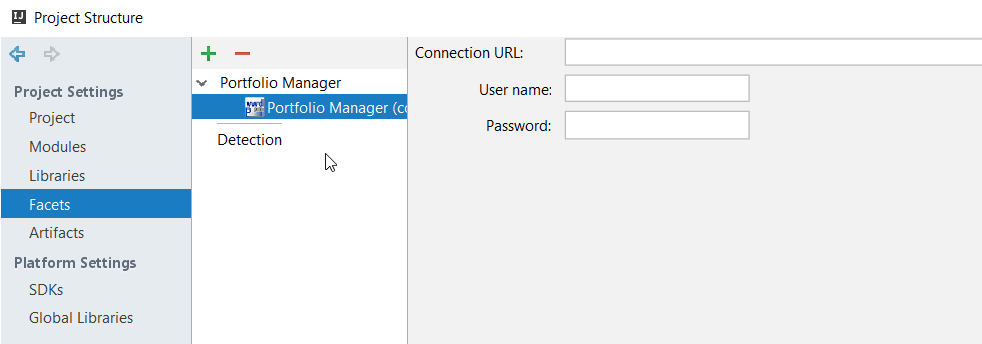 Project Structure
Project Settings
Project
Modules
Libraries
Facets
Artifacts
Platform Settings
SDKs
Global Libraries
Portfolio Manager
Portfolio Manager (co
Detection
Connection URL:
User name:
Password: